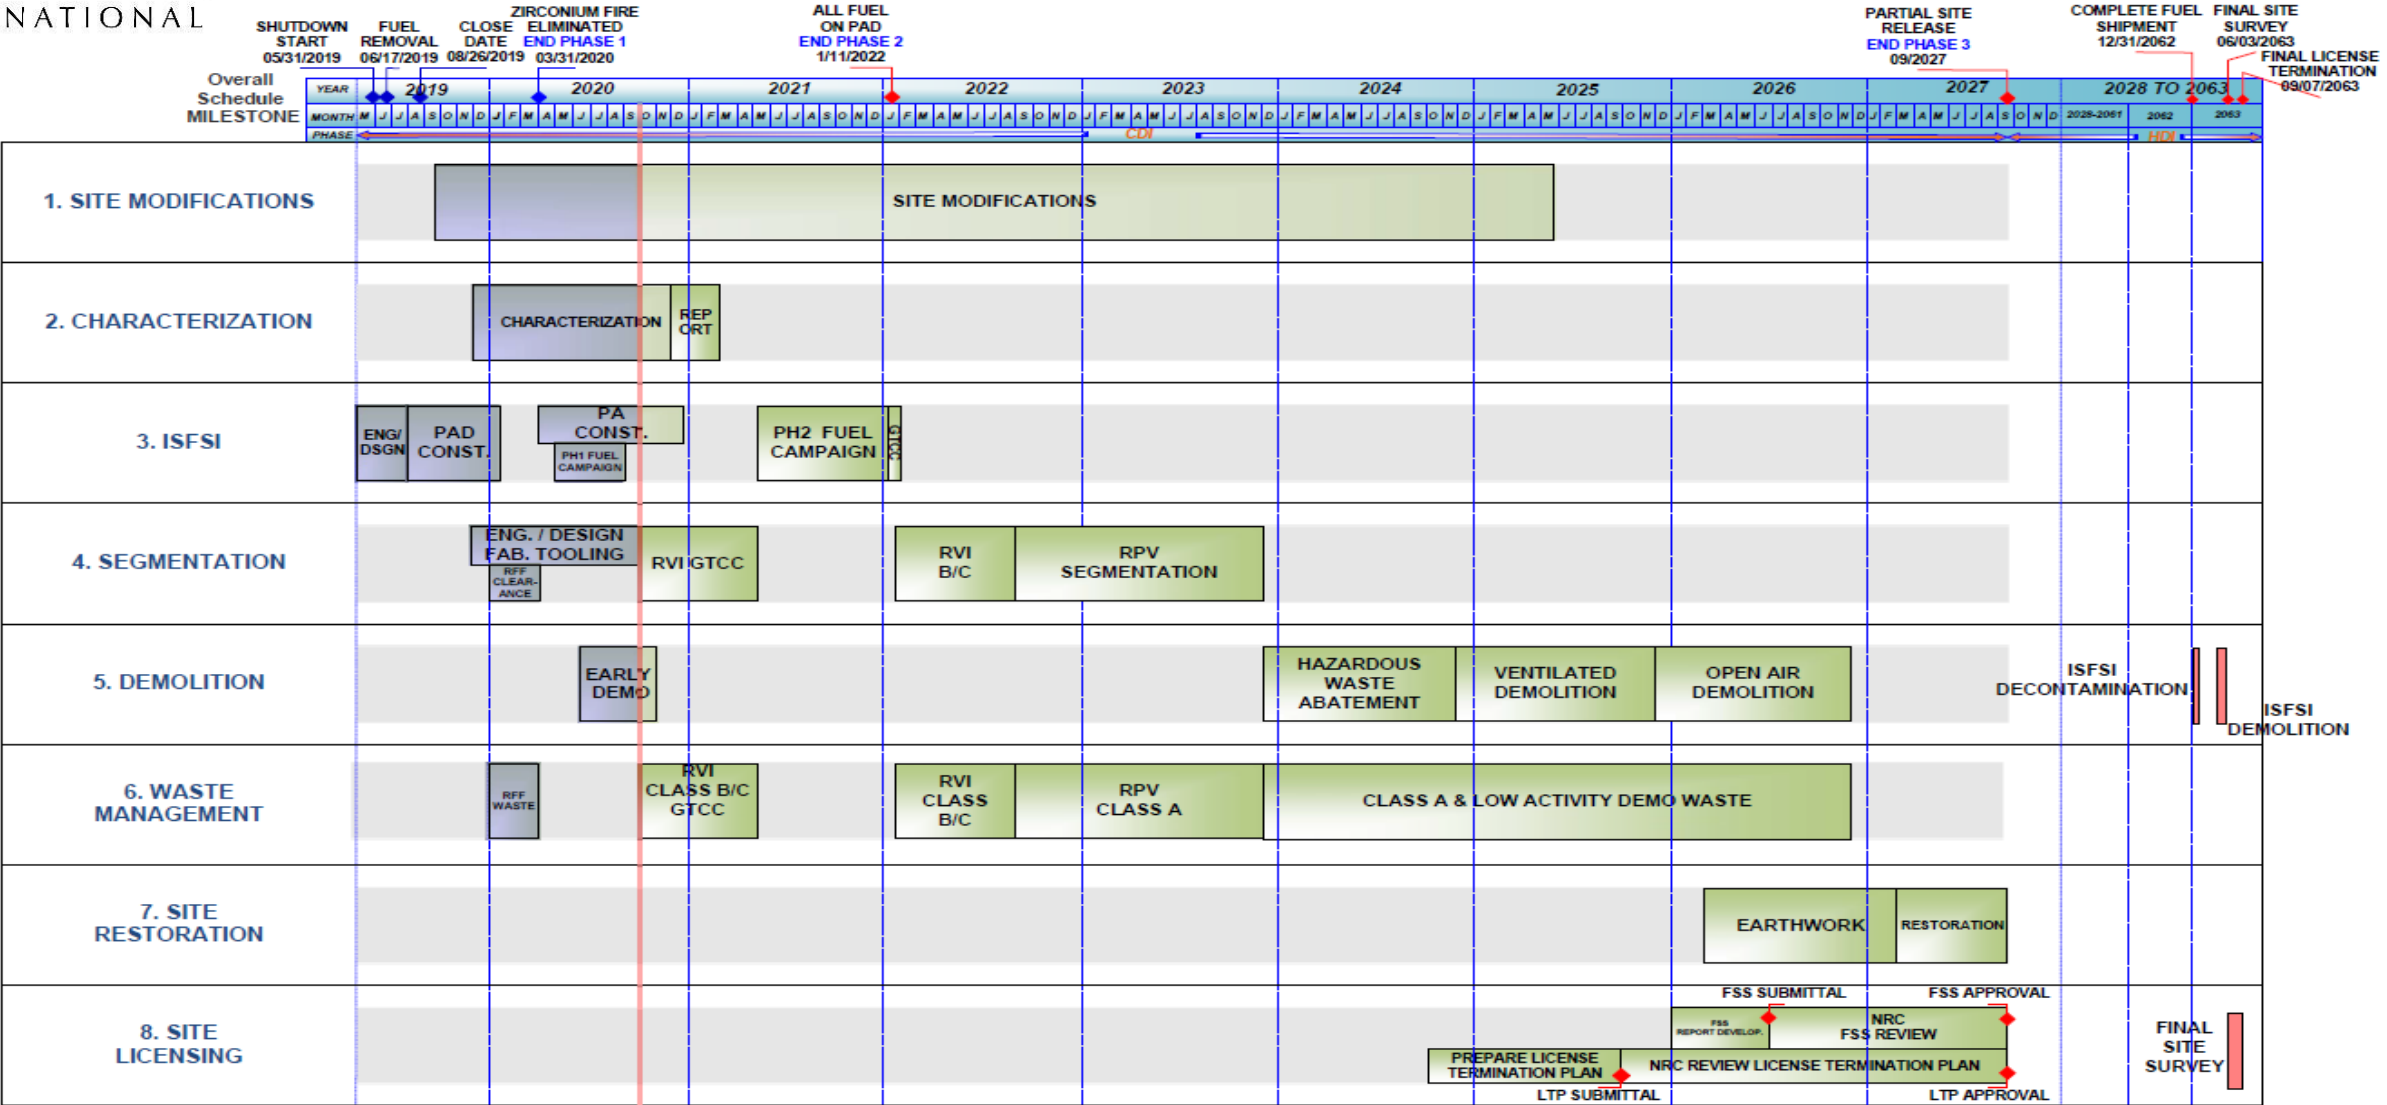 NATIONAL
SHUTDOWN
START
05/31/2019
FUEL
REMOVAL
06/17/2019
CLOSE
DATE
08/26/2019
ZIRCONIUM FIRE
ELIMINATED
END PHASE 1
03/31/2020
ALL FUEL
ON PAD
END PHASE 2
1/11/2022
PARTIAL SITE
RELEASE
END PHASE 3
09/2027
COMPLETE FUEL
SHIPMENT
12/31/2062
FINAL SITE
SURVEY
06/03/2063
FINAL LICENSE
TERMINATION
09/07/2063
Overall
Schedule
MILESTONE
YEAR 2019 2020 2021 2022 2023 2024 2025 2026 2027 2028 TO 2063
MONTH M J J A S O N D J F M A M J J A S O N D J F M A M J J A S O N D J F M A M J J A S O N D J F M A M J J A S O N D J F M A M J J A S O N D J F M A M J J A S O N D J F M A M J J A S O N D J F M A M J J A S O N D 2028-2061 2062 2063
PHASE CDI HDI
1. SITE MODIFICATIONS
SITE MODIFICATIONS
2. CHARACTERIZATION
CHARACTERIZATION
REP
ORT
3. ISFSI
ENG/
DSGN
PAD
CONST.
PA
CONST.
PH1 FUEL
CAMPAIGN
PH2 FUEL
CAMPAIGN
GTCC
4. SEGMENTATION
ENG. / DESIGN
FAB. TOOLING
RFF
CLEAR-
ANCE
RVI GTCC
RVI
B/C
RPV
SEGMENTATION
5. DEMOLITION
EARLY
DEMO
HAZARDOUS
WASTE
ABATEMENT
VENTILATED
DEMOLITION
OPEN AIR
DEMOLITION
ISFSI
DECONTAMINATION
ISFSI
DEMOLITION
6. WASTE
MANAGEMENT
RFF
WASTE
RVI
CLASS B/C
GTCC
RVI
CLASS
B/C
RPV
CLASS A
CLASS A & LOW ACTIVITY DEMO WASTE
7. SITE
RESTORATION
EARTHWORK
RESTORATION
8. SITE
LICENSING
FSS SUBMITTAL
FSS APPROVAL
FSS
REPORT DEVELOP.
NRC
FSS REVIEW
PREPARE LICENSE
TERMINATION PLAN
NRC REVIEW LICENSE TERMINATION PLAN
LTP SUBMITTAL
LTP APPROVAL
FINAL
SITE
SURVEY